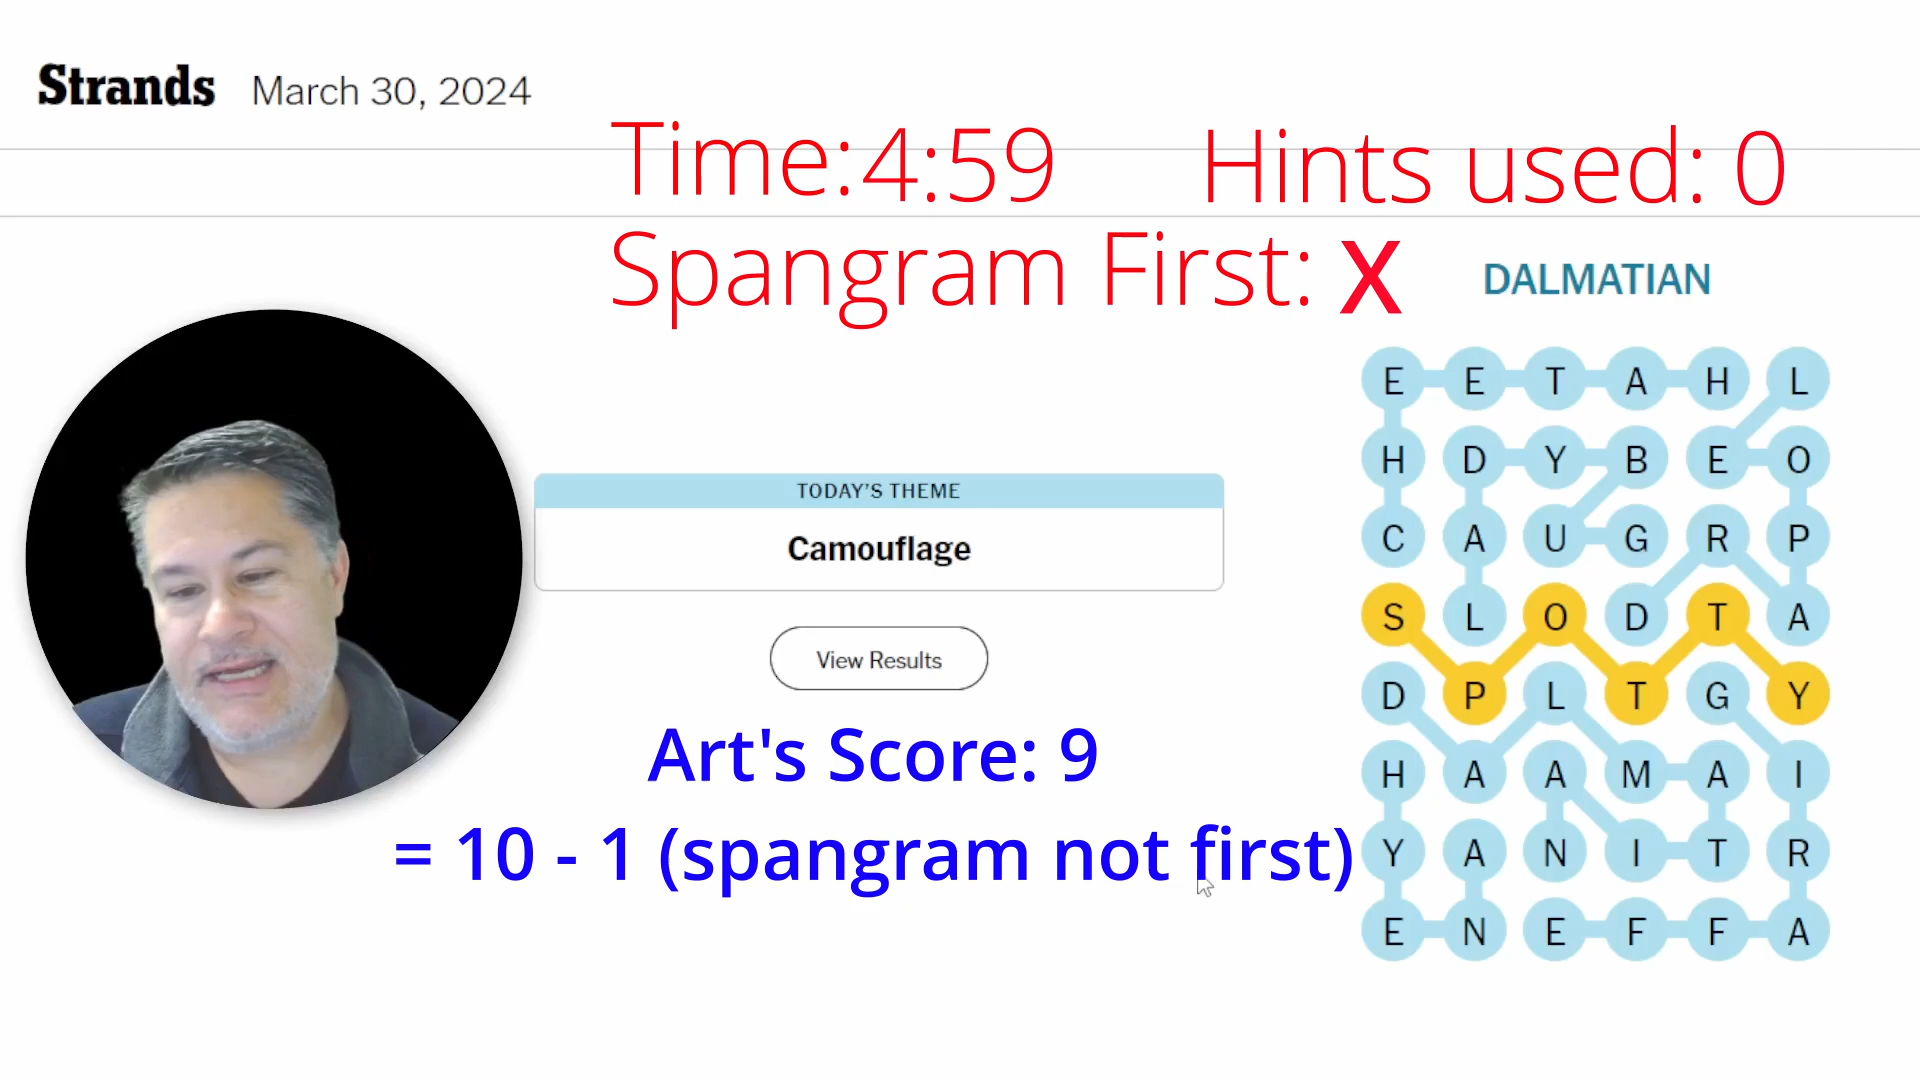 Strands March 30, 2024
Time:4:59 Hints used: 0
Spangram First: X
DALMATIAN
TODAY'S THEME
Camouflage
View Results
Art's Score: 9
= 10 - 1 (spangram not first)
E E T A H L
H D Y B E O
C A U G R P
S L O D T A
D P L T G Y
H A A M A I
Y A N I T R
E N E F F A